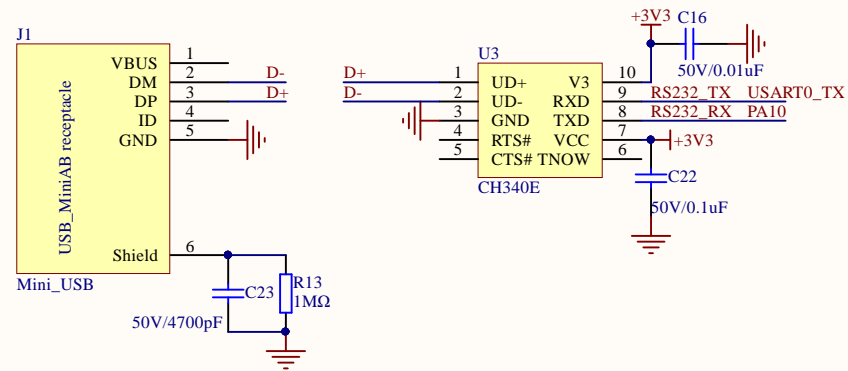 J1
VBUS 1
DM 2 D-
DP 3 D+
ID 4
GND 5
Shield 6
USB_MiniAB receptacle
Mini_USB
C23
50V/4700pF
R13
1MΩ
+3V3 C16
50V/0.01uF
U3
D+ 1 UD+ V3 10
D- 2 UD- RXD 9 RS232_TX USART0_TX
3 GND TXD 8 RS232_RX PA10
4 RTS# VCC 7 +3V3
5 CTS# TNOW 6
CH340E
C22
50V/0.1uF